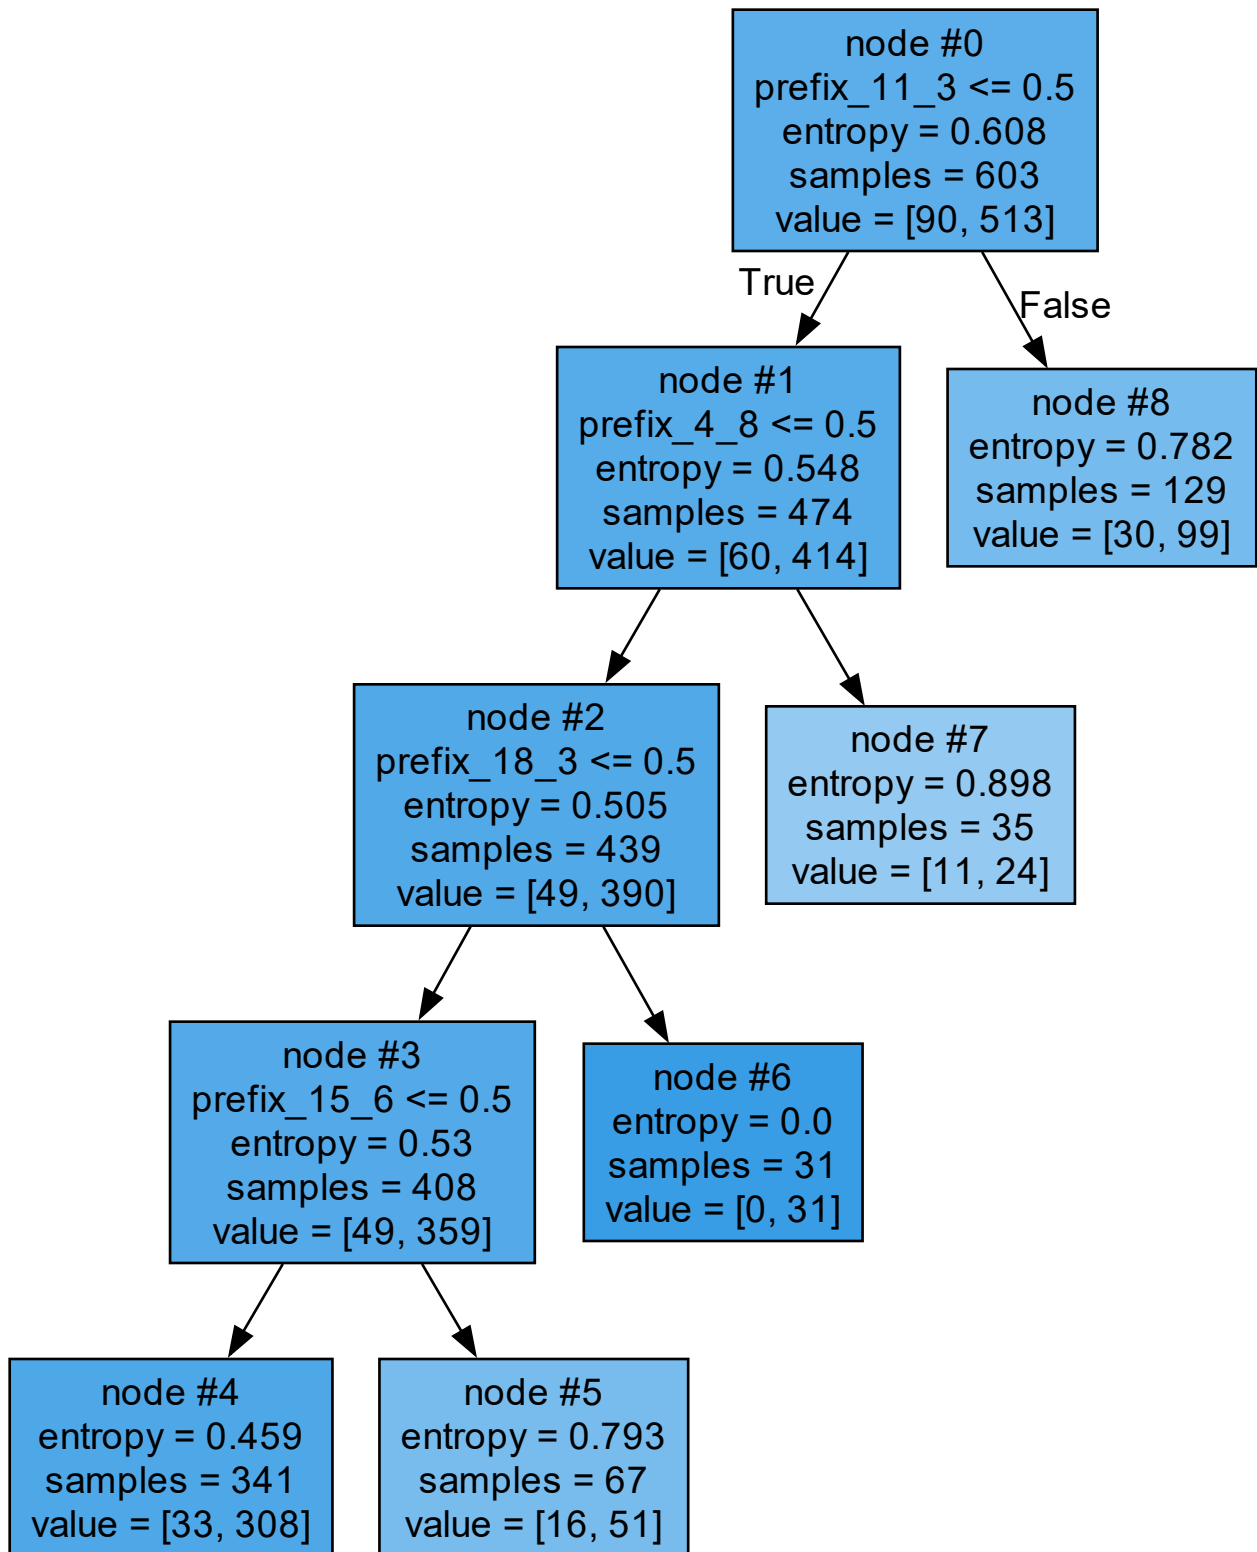 node #0
prefix_11_3 <= 0.5
entropy = 0.608
samples = 603
value = [90, 513]
True
False
node #1
prefix_4_8 <= 0.5
entropy = 0.548
samples = 474
value = [60, 414]
node #8
entropy = 0.782
samples = 129
value = [30, 99]
node #2
prefix_18_3 <= 0.5
entropy = 0.505
samples = 439
value = [49, 390]
node #7
entropy = 0.898
samples = 35
value = [11, 24]
node #3
prefix_15_6 <= 0.5
entropy = 0.53
samples = 408
value = [49, 359]
node #6
entropy = 0.0
samples = 31
value = [0, 31]
node #4
entropy = 0.459
samples = 341
value = [33, 308]
node #5
entropy = 0.793
samples = 67
value = [16, 51]